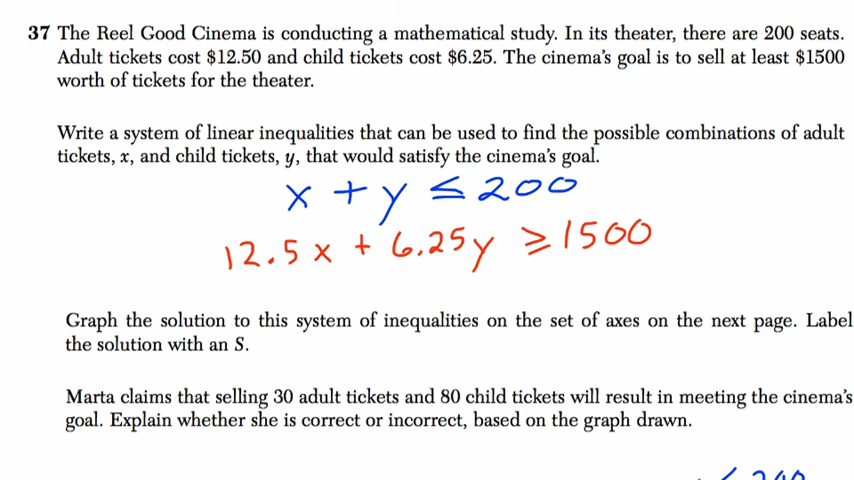 37 The Reel Good Cinema is conducting a mathematical study. In its theater, there are 200 seats.
Adult tickets cost $12.50 and child tickets cost $6.25. The cinema's goal is to sell at least $1500
worth of tickets for the theater.
Write a system of linear inequalities that can be used to find the possible combinations of adult
tickets, x, and child tickets, y, that would satisfy the cinema's goal.
x + y ≤ 200
12.5x + 6.25y ≥ 1500
Graph the solution to this system of inequalities on the set of axes on the next page. Label
the solution with an S.
Marta claims that selling 30 adult tickets and 80 child tickets will result in meeting the cinema's
goal. Explain whether she is correct or incorrect, based on the graph drawn.